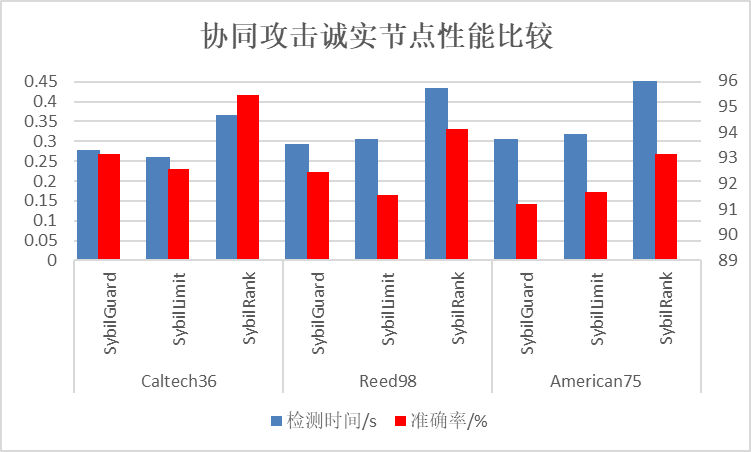 协同攻击诚实节点性能比较
0.45
0.4
0.35
0.3
0.25
0.2
0.15
0.1
0.05
0
96
95
94
93
92
91
90
89
SybilGuard
SybilLimit
SybilRank
SybilGuard
SybilLimit
SybilRank
SybilGuard
SybilLimit
SybilRank
Caltech36
Reed98
American75
检测时间/s
准确率/%